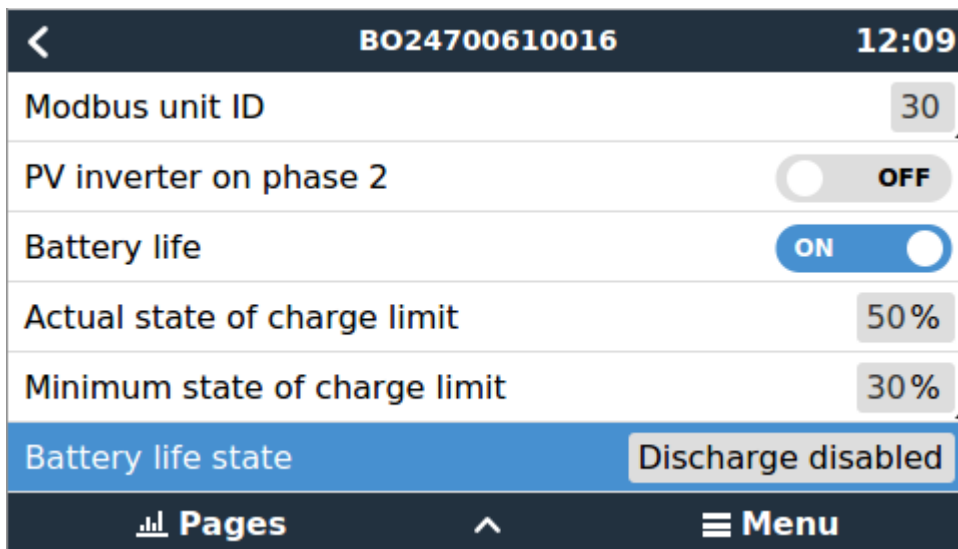 BO24700610016 12:09
Modbus unit ID 30
PV inverter on phase 2 OFF
Battery life ON
Actual state of charge limit 50%
Minimum state of charge limit 30%
Battery life state Discharge disabled
Pages Menu